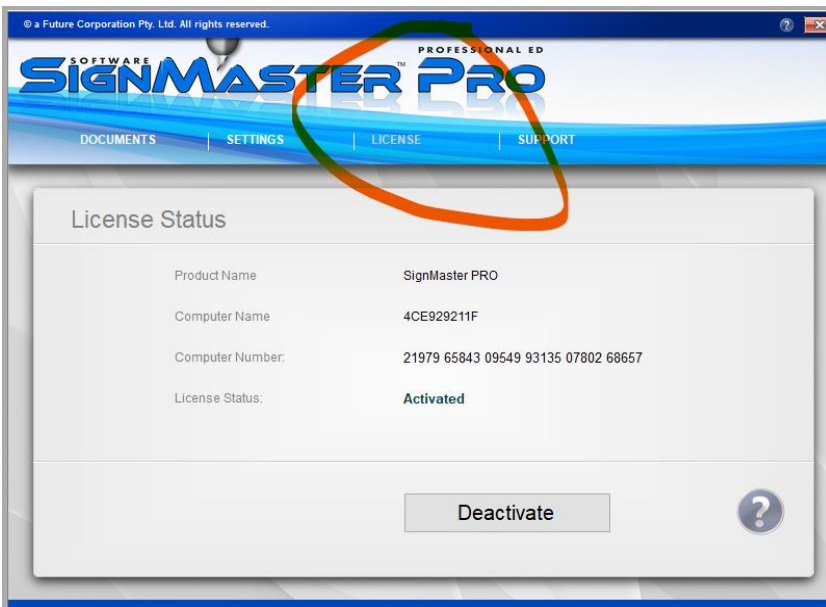 © a Future Corporation Pty. Ltd. All rights reserved.
SOFTWARE
PROFESSIONAL ED
SIGNMASTER™ PRO
DOCUMENTS SETTINGS LICENSE SUPPORT
License Status
Product Name SignMaster PRO
Computer Name 4CE929211F
Computer Number: 21979 65843 09549 93135 07802 68657
License Status: Activated
Deactivate ?